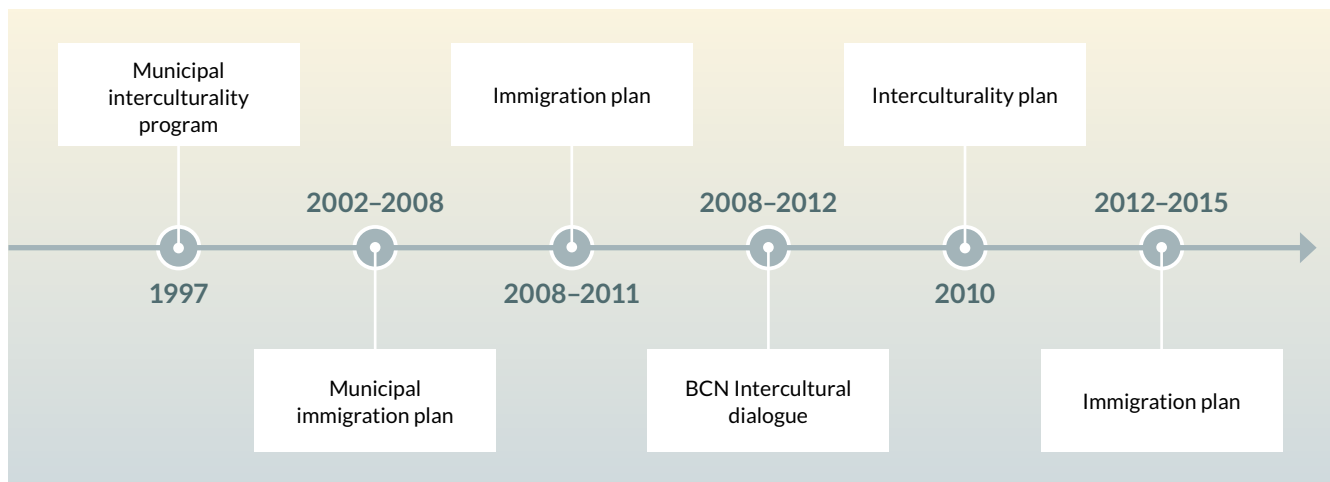 Municipal
interculturality
program
Immigration plan
Interculturality plan
2002–2008
2008–2012
2012–2015
1997
2008–2011
2010
Municipal
immigration plan
BCN Intercultural
dialogue
Immigration plan